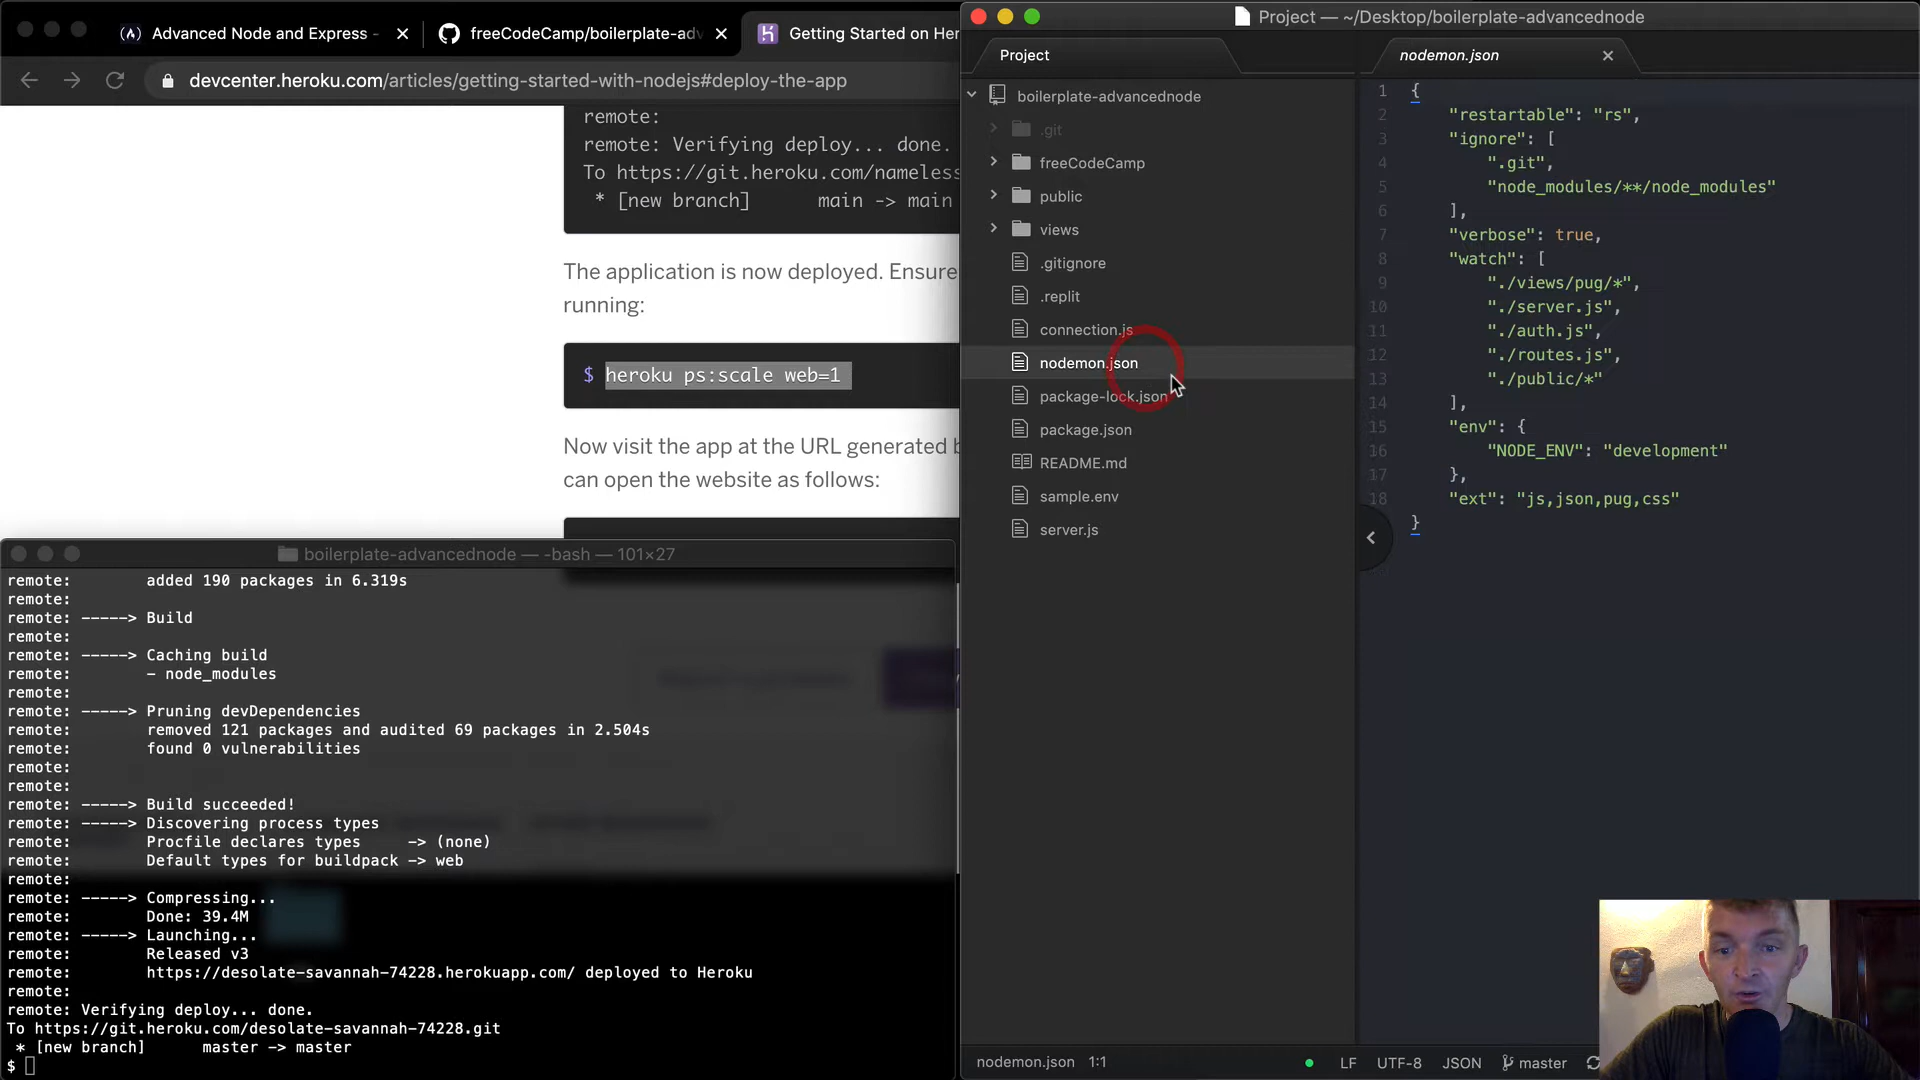 Advanced Node and Express -
freeCodeCamp/boilerplate-adv
Getting Started on He
devcenter.heroku.com/articles/getting-started-with-nodejs#deploy-the-app
remote:
remote: Verifying deploy... done.
To https://git.heroku.com/nameless
* [new branch]      main -> main
The application is now deployed. Ensure
running:
$ heroku ps:scale web=1
Now visit the app at the URL generated b
can open the website as follows:
boilerplate-advancednode — -bash — 101×27
remote:        added 190 packages in 6.319s
remote:
remote: -----> Build
remote:
remote: -----> Caching build
remote:        - node_modules
remote:
remote: -----> Pruning devDependencies
remote:        removed 121 packages and audited 69 packages in 2.504s
remote:        found 0 vulnerabilities
remote:
remote:
remote: -----> Build succeeded!
remote: -----> Discovering process types
remote:        Procfile declares types     -> (none)
remote:        Default types for buildpack -> web
remote:
remote: -----> Compressing...
remote:        Done: 39.4M
remote: -----> Launching...
remote:        Released v3
remote:        https://desolate-savannah-74228.herokuapp.com/ deployed to Heroku
remote:
remote: Verifying deploy... done.
To https://git.heroku.com/desolate-savannah-74228.git
* [new branch]      master -> master
$
Project — ~/Desktop/boilerplate-advancednode
Project
boilerplate-advancednode
.git
freeCodeCamp
public
views
.gitignore
.replit
connection.js
nodemon.json
package-lock.json
package.json
README.md
sample.env
server.js
nodemon.json
1 {
2 "restartable": "rs",
3 "ignore": [
4 ".git",
5 "node_modules/**/node_modules"
6 ],
7 "verbose": true,
8 "watch": [
9 "./views/pug/*",
10 "./server.js",
11 "./auth.js",
12 "./routes.js",
13 "./public/*"
14 ],
15 "env": {
16 "NODE_ENV": "development"
17 },
18 "ext": "js,json,pug,css"
}
nodemon.json 1:1
LF UTF-8 JSON master